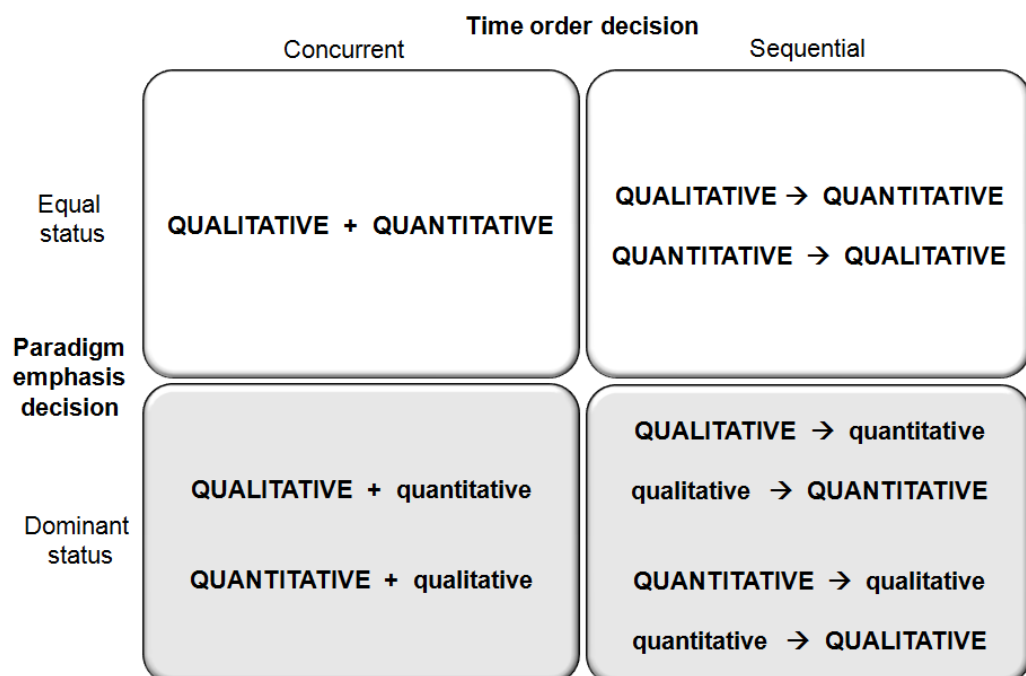 Time order decision
Concurrent
Sequential
Equal
status
QUALITATIVE + QUANTITATIVE
QUALITATIVE → QUANTITATIVE
QUANTITATIVE → QUALITATIVE
Paradigm
emphasis
decision
Dominant
status
QUALITATIVE + quantitative
QUANTITATIVE + qualitative
QUALITATIVE → quantitative
qualitative → QUANTITATIVE
QUANTITATIVE → qualitative
quantitative → QUALITATIVE